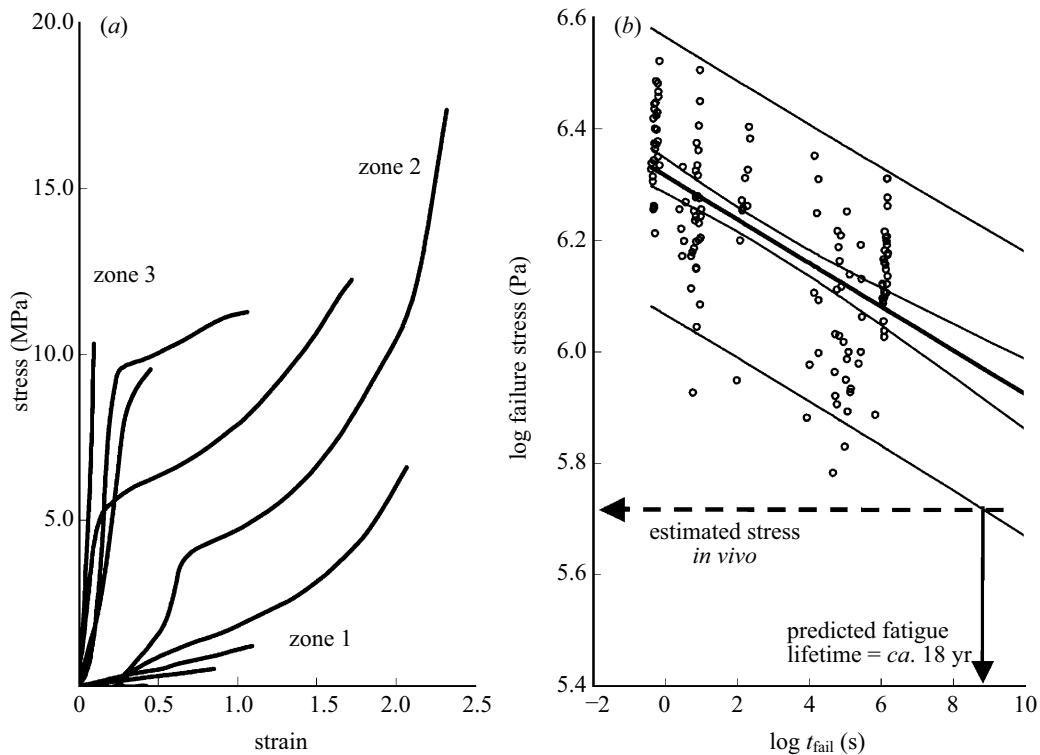 (a)
20.0
15.0
10.0
5.0
0
0
0.5
1.0
1.5
2.0
2.5
stress (MPa)
strain
zone 3
zone 2
zone 1
(b)
6.6
6.4
6.2
6.0
5.8
5.6
5.4
−2
0
2
4
6
8
10
log failure stress (Pa)
log tfail (s)
estimated stress
in vivo
predicted fatigue
lifetime = ca. 18 yr